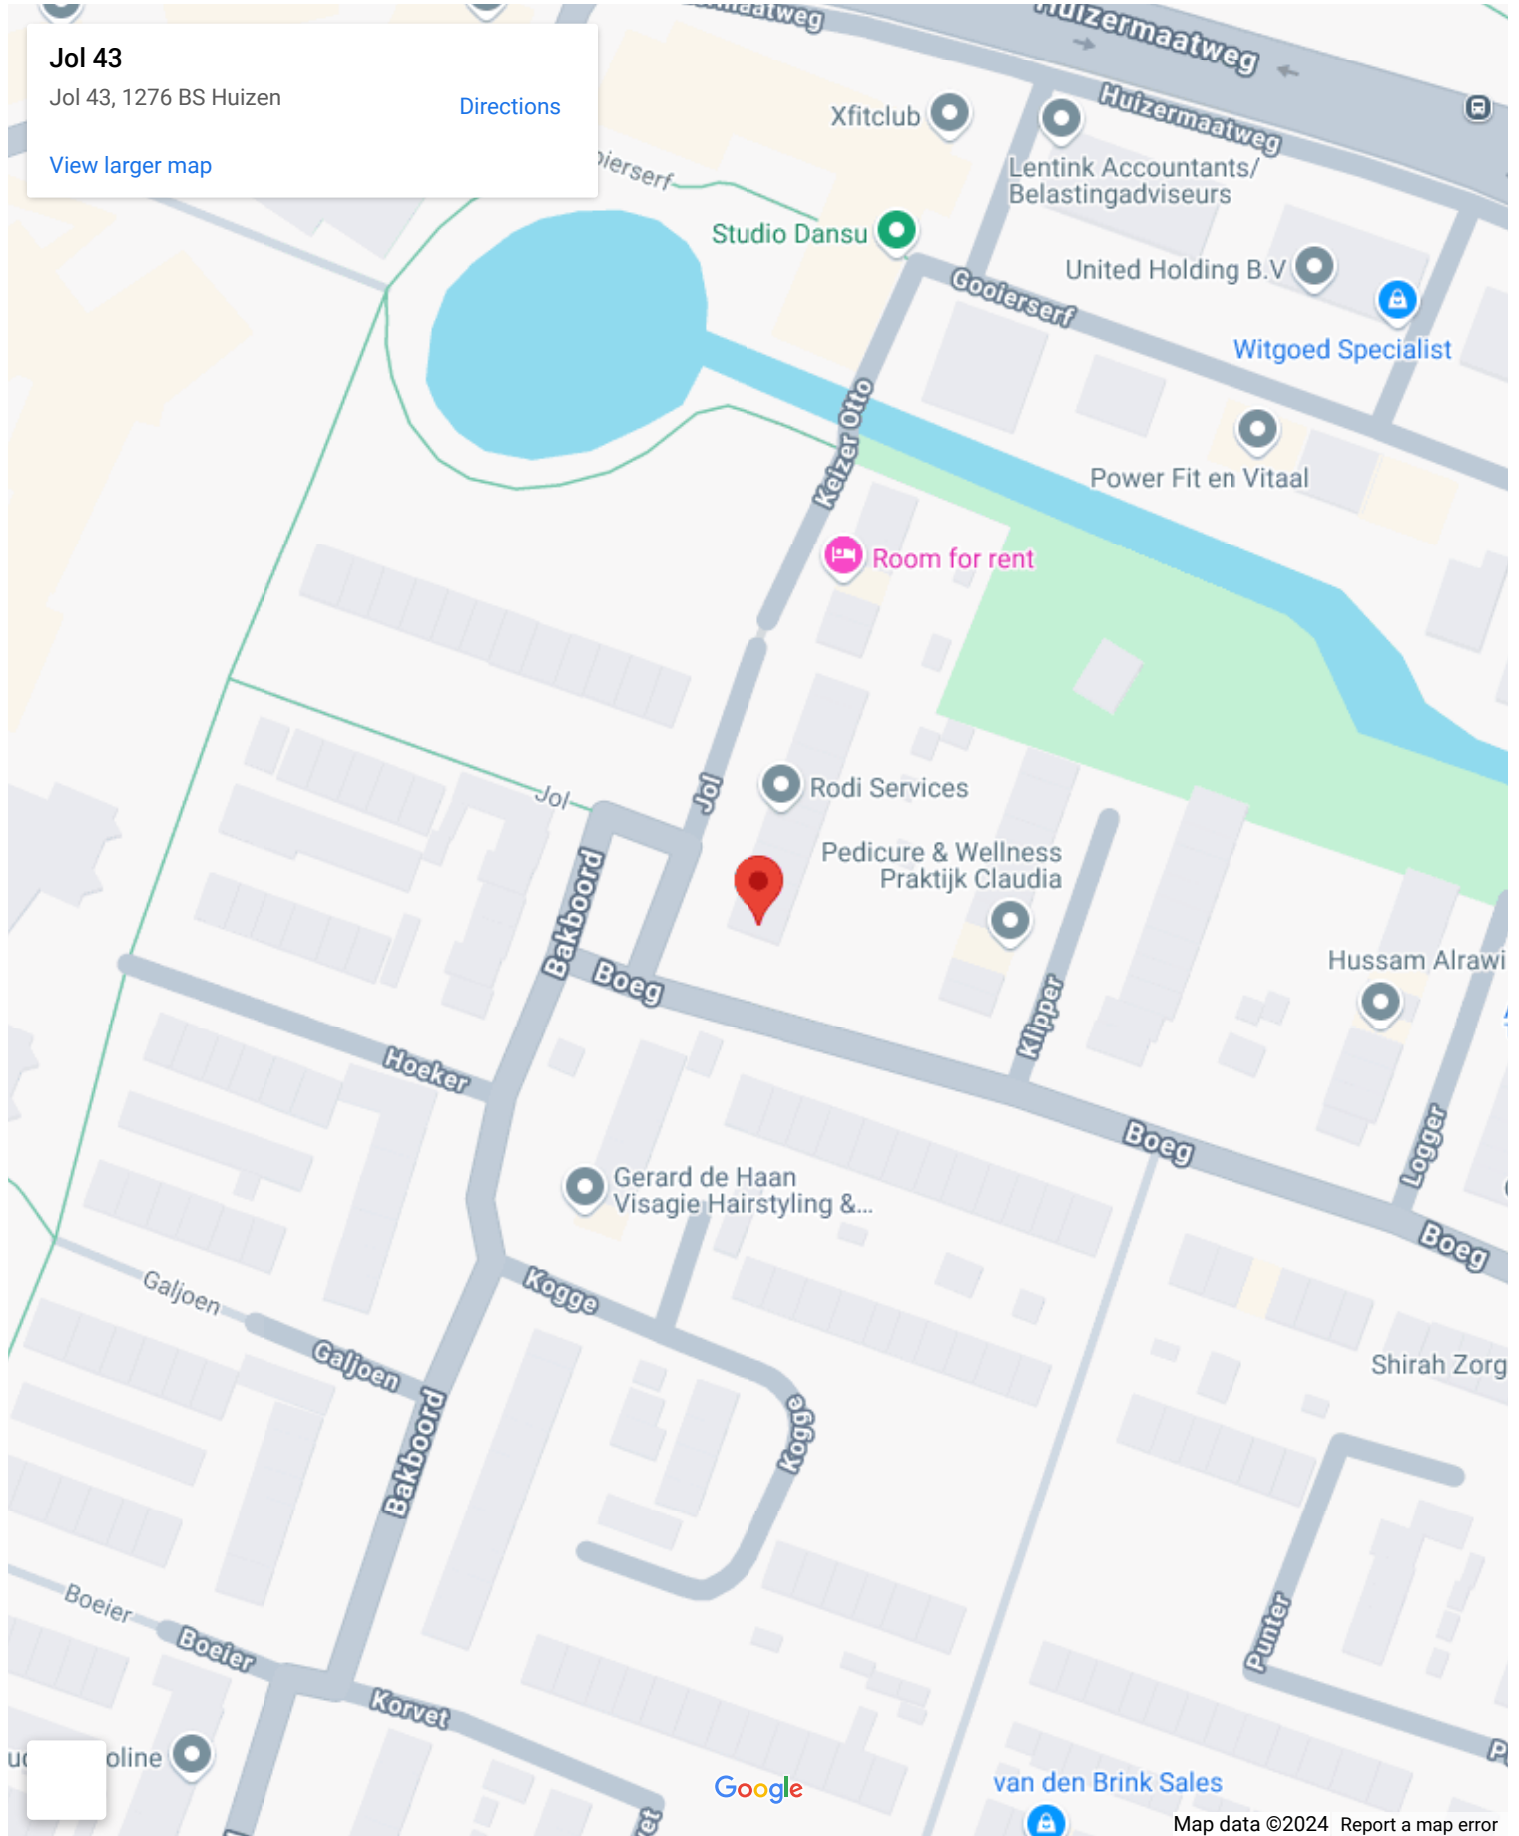 Jol 43
Jol 43, 1276 BS Huizen
Directions
View larger map
Huizermaatweg
Huizermaatweg
Xfitclub
Lentink Accountants/
Belastingadviseurs
Studio Dansu
United Holding B.V
Gooierserf
Witgoed Specialist
Keizer Otto
Power Fit en Vitaal
Room for rent
Jol
Rodi Services
Jol
Pedicure & Wellness
Praktijk Claudia
Bakboord
Boeg
Hussam Alrawi
Klipper
Hoeker
Boeg
Logger
Gerard de Haan
Visagie Hairstyling &...
Boeg
Galjoen
Kogge
Galjoen
Shirah Zorg
Bakboord
Kogge
Boeier
Punter
Boeier
Korvet
Google
van den Brink Sales
Map data ©2024
Report a map error